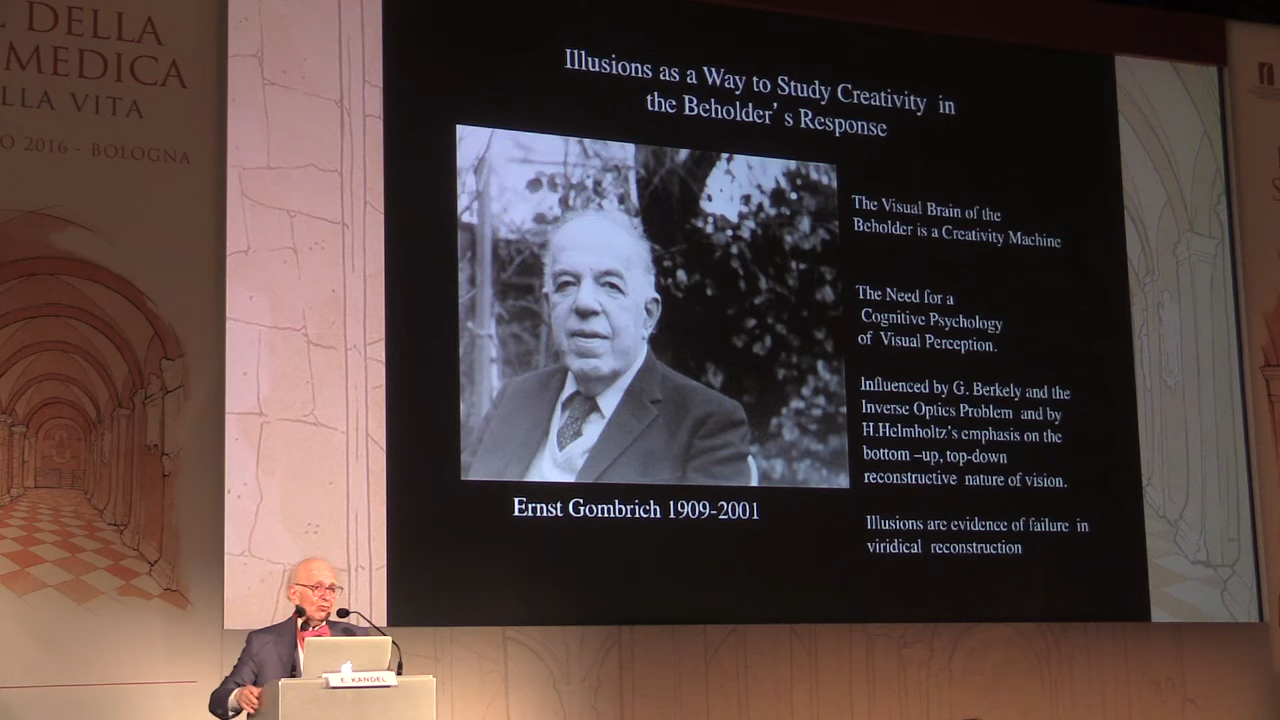 DELLA
MEDICA
LLA VITA
O 2016 - BOLOGNA
Illusions as a Way to Study Creativity in
the Beholder's Response
The Visual Brain of the
Beholder is a Creativity Machine
The Need for a
Cognitive Psychology
of Visual Perception.
Influenced by G. Berkely and the
Inverse Optics Problem and by
H.Helmholtz's emphasis on the
bottom –up, top-down
reconstructive nature of vision.
Illusions are evidence of failure in
viridical reconstruction
Ernst Gombrich 1909-2001
E. KANDEL